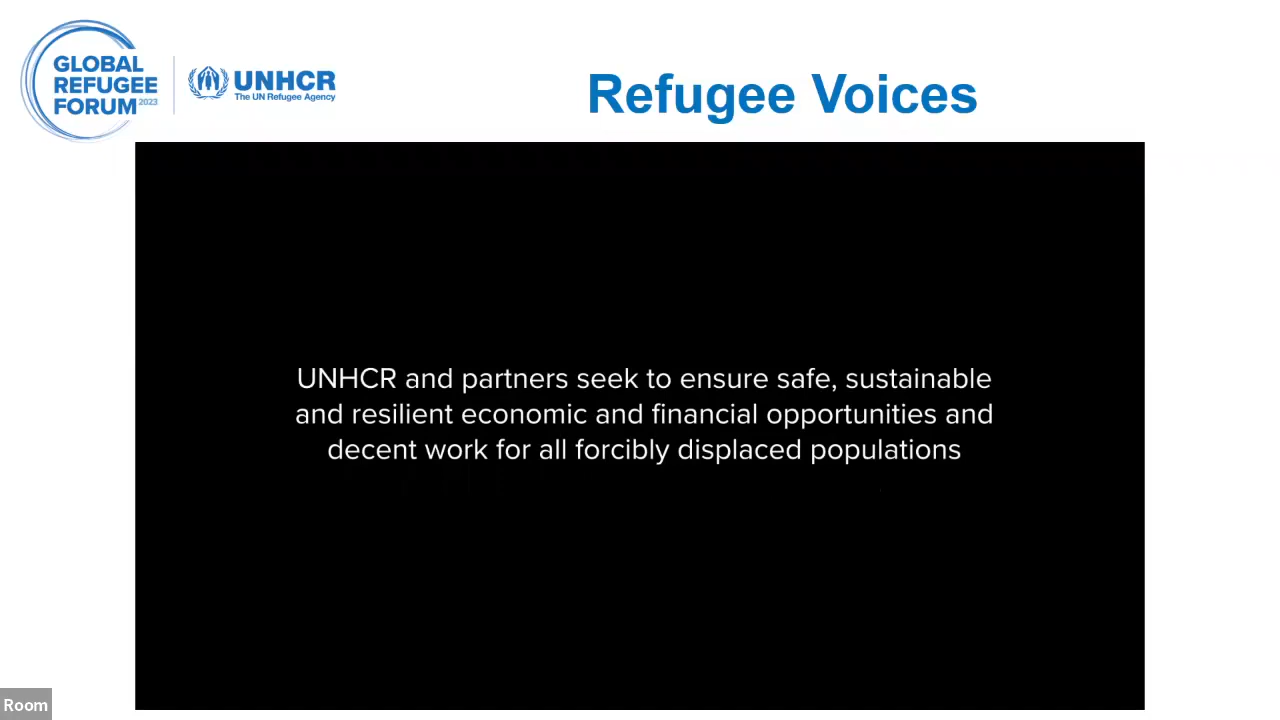 GLOBAL
REFUGEE
FORUM 2023
UNHCR
The UN Refugee Agency
Refugee Voices
UNHCR and partners seek to ensure safe, sustainable
and resilient economic and financial opportunities and
decent work for all forcibly displaced populations
Room